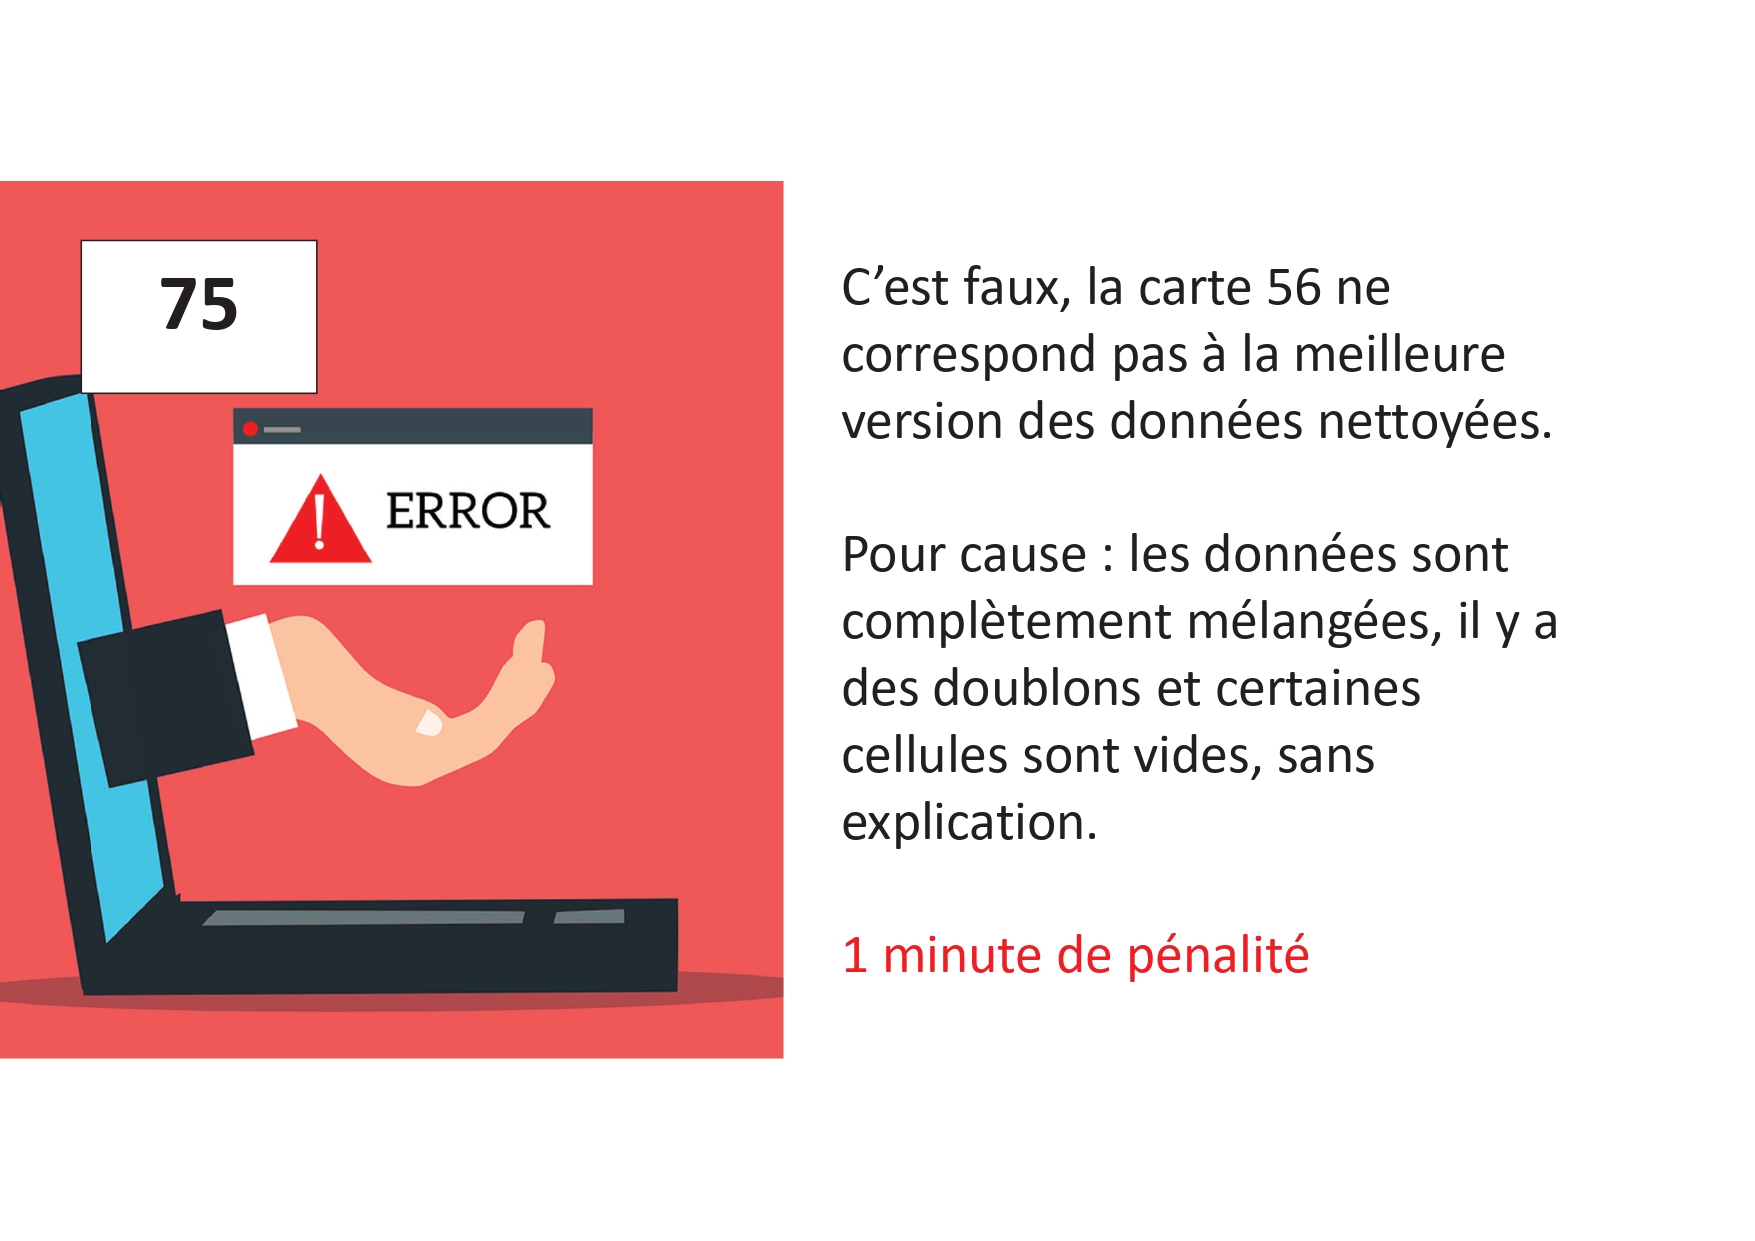 75
ERROR
C’est faux, la carte 56 ne
correspond pas à la meilleure
version des données nettoyées.
Pour cause : les données sont
complètement mélangées, il y a
des doublons et certaines
cellules sont vides, sans
explication.
1 minute de pénalité